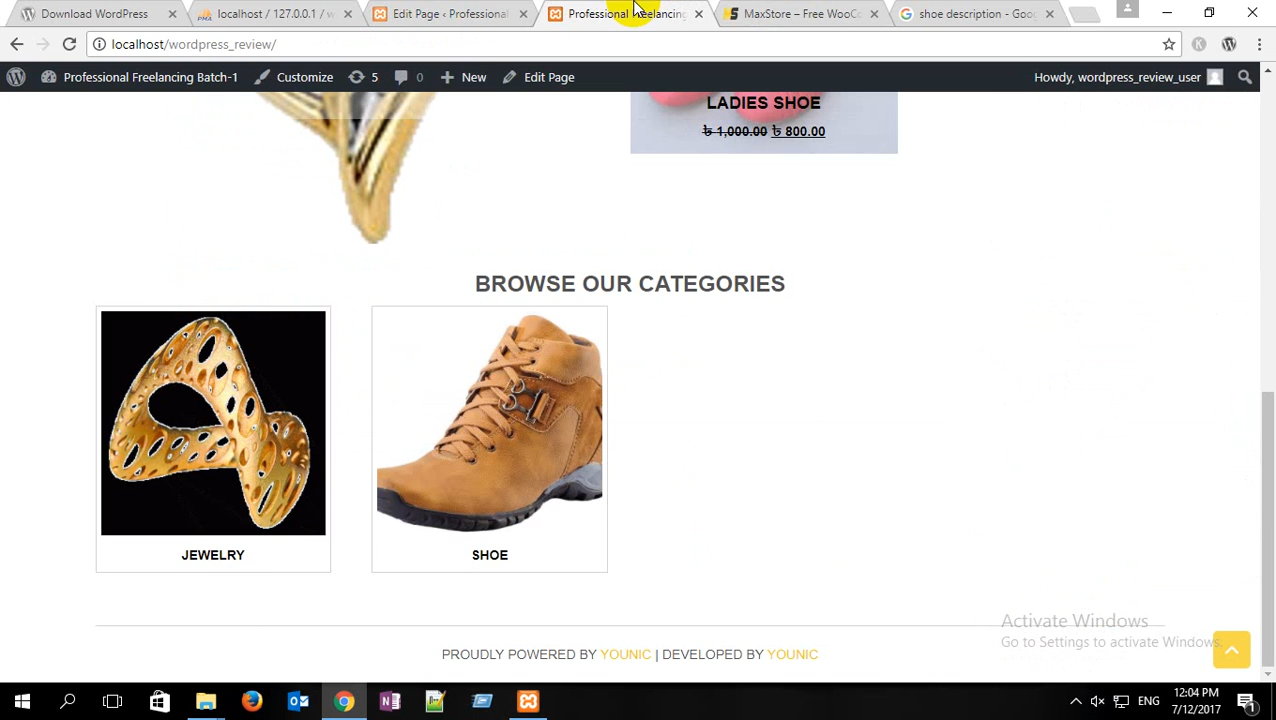 Download WordPress
localhost / 127.0.0.1 / w
Edit Page ‹ Professional
Professional Freelancing
MaxStore – Free WooCo
shoe description - Goog
localhost/wordpress_review/
Professional Freelancing Batch-1
Customize
5
0
New
Edit Page
Howdy, wordpress_review_user
LADIES SHOE
৳ 1,000.00 ৳ 800.00
BROWSE OUR CATEGORIES
JEWELRY
SHOE
Activate Windows
Go to Settings to activate Windows.
PROUDLY POWERED BY YOUNIC | DEVELOPED BY YOUNIC
ENG
12:04 PM
7/12/2017
1